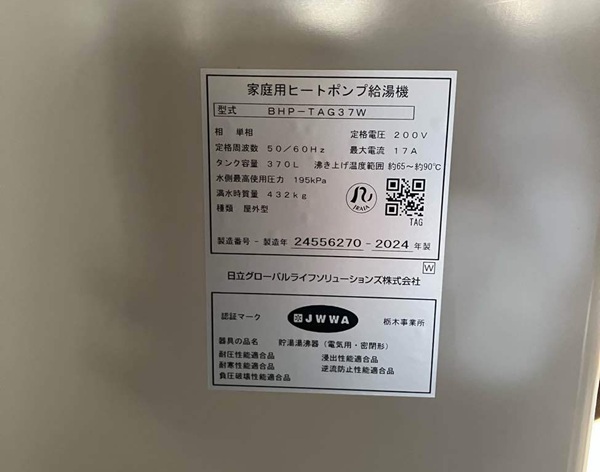 家庭用ヒートポンプ給湯機
型式 BHP-TAG37W
相 単相 定格電圧 200V
定格周波数 50/60Hz 最大電流 17A
タンク容量 370L 沸き上げ温度範囲 約65～約90℃
水側最高使用圧力 195kPa
満水時質量 432kg
種類 屋外型
JRAIA
TAG
製造番号-製造年 24556270-2024年製
W
日立グローバルライフソリューションズ株式会社
認証マーク JWWA 栃木事業所
器具の品名 貯湯湯沸器（電気用・密閉形）
耐圧性能適合品 浸出性能適合品
耐寒性能適合品 逆流防止性能適合品
負圧破壊性能適合品